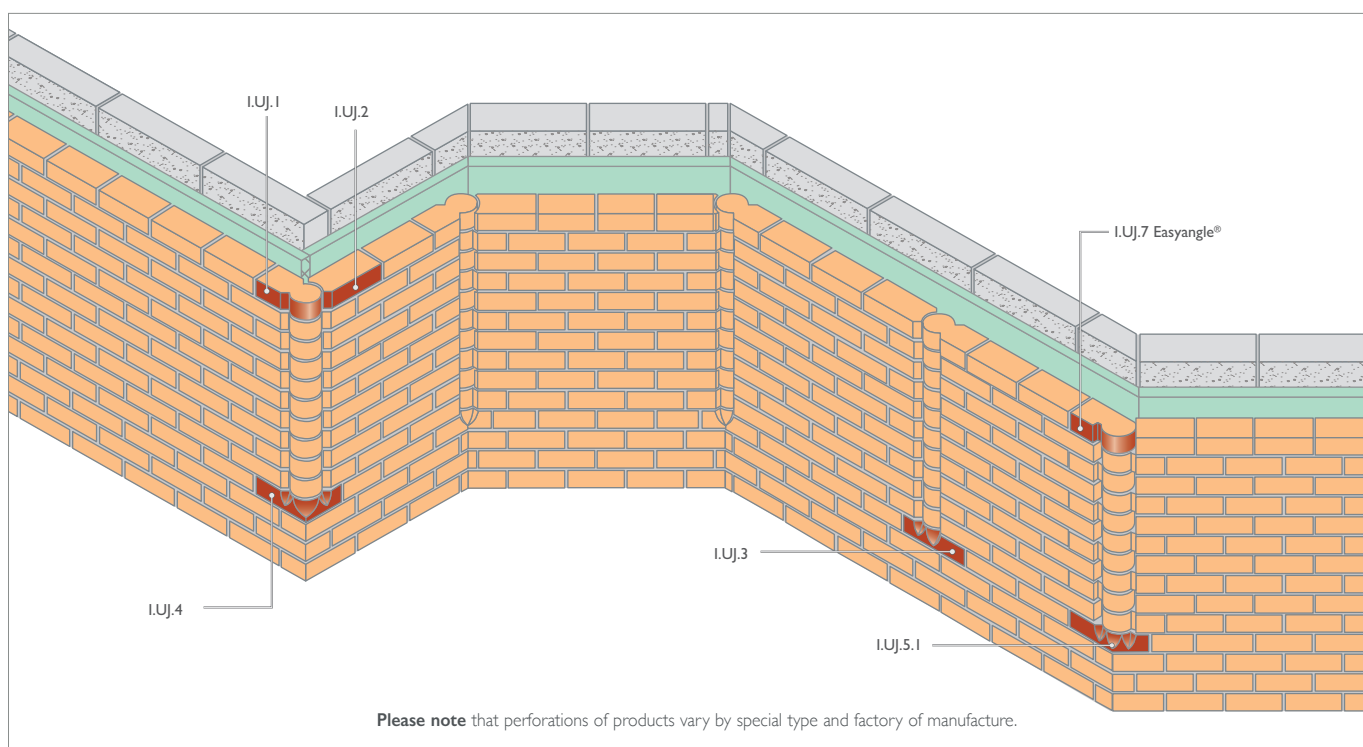 I.UJ.1
I.UJ.2
I.UJ.7 Easyangle®
I.UJ.3
I.UJ.4
I.UJ.5.1
Please note that perforations of products vary by special type and factory of manufacture.